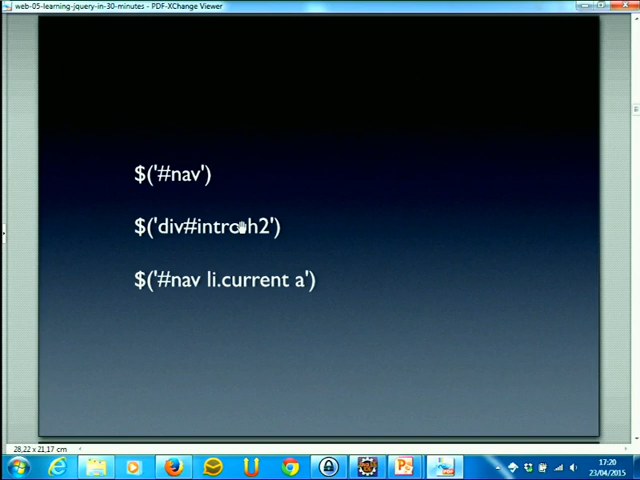 web-05-learning-jquery-in-30-minutes - PDF-XChange Viewer
$('#nav')
$('div#intro h2')
$('#nav li.current a')
28,22 x 21,17 cm
17:20
23/04/2015